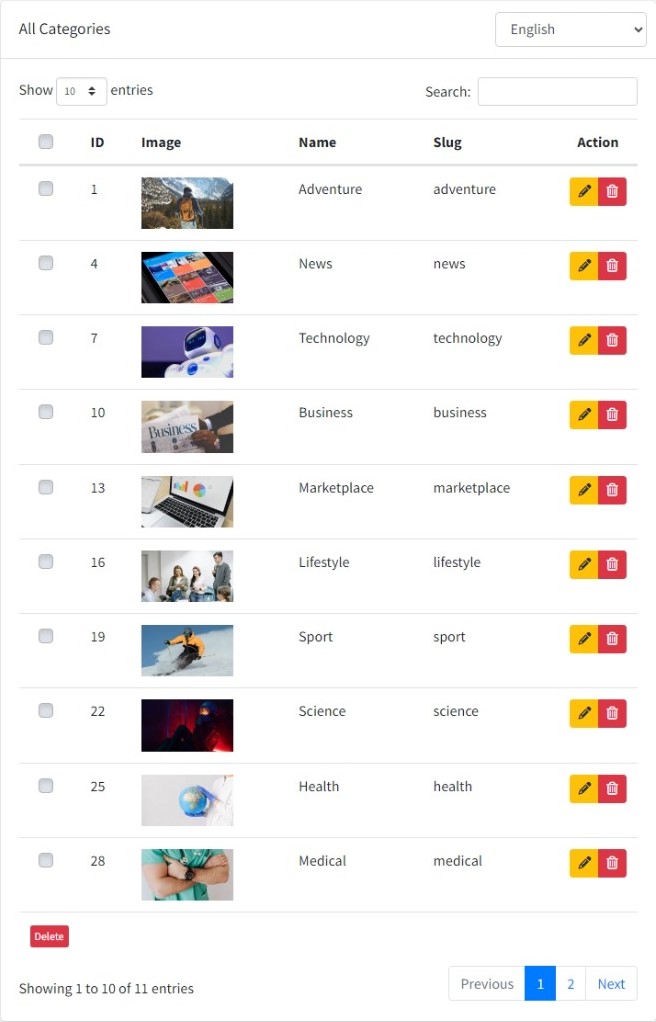 All Categories
English
Show 10 entries
Search:
ID Image Name Slug Action
1 Adventure adventure
4 News news
7 Technology technology
10 Business business
Business
13 Marketplace marketplace
16 Lifestyle lifestyle
19 Sport sport
22 Science science
25 Health health
28 Medical medical
Delete
Showing 1 to 10 of 11 entries
Previous 1 2 Next